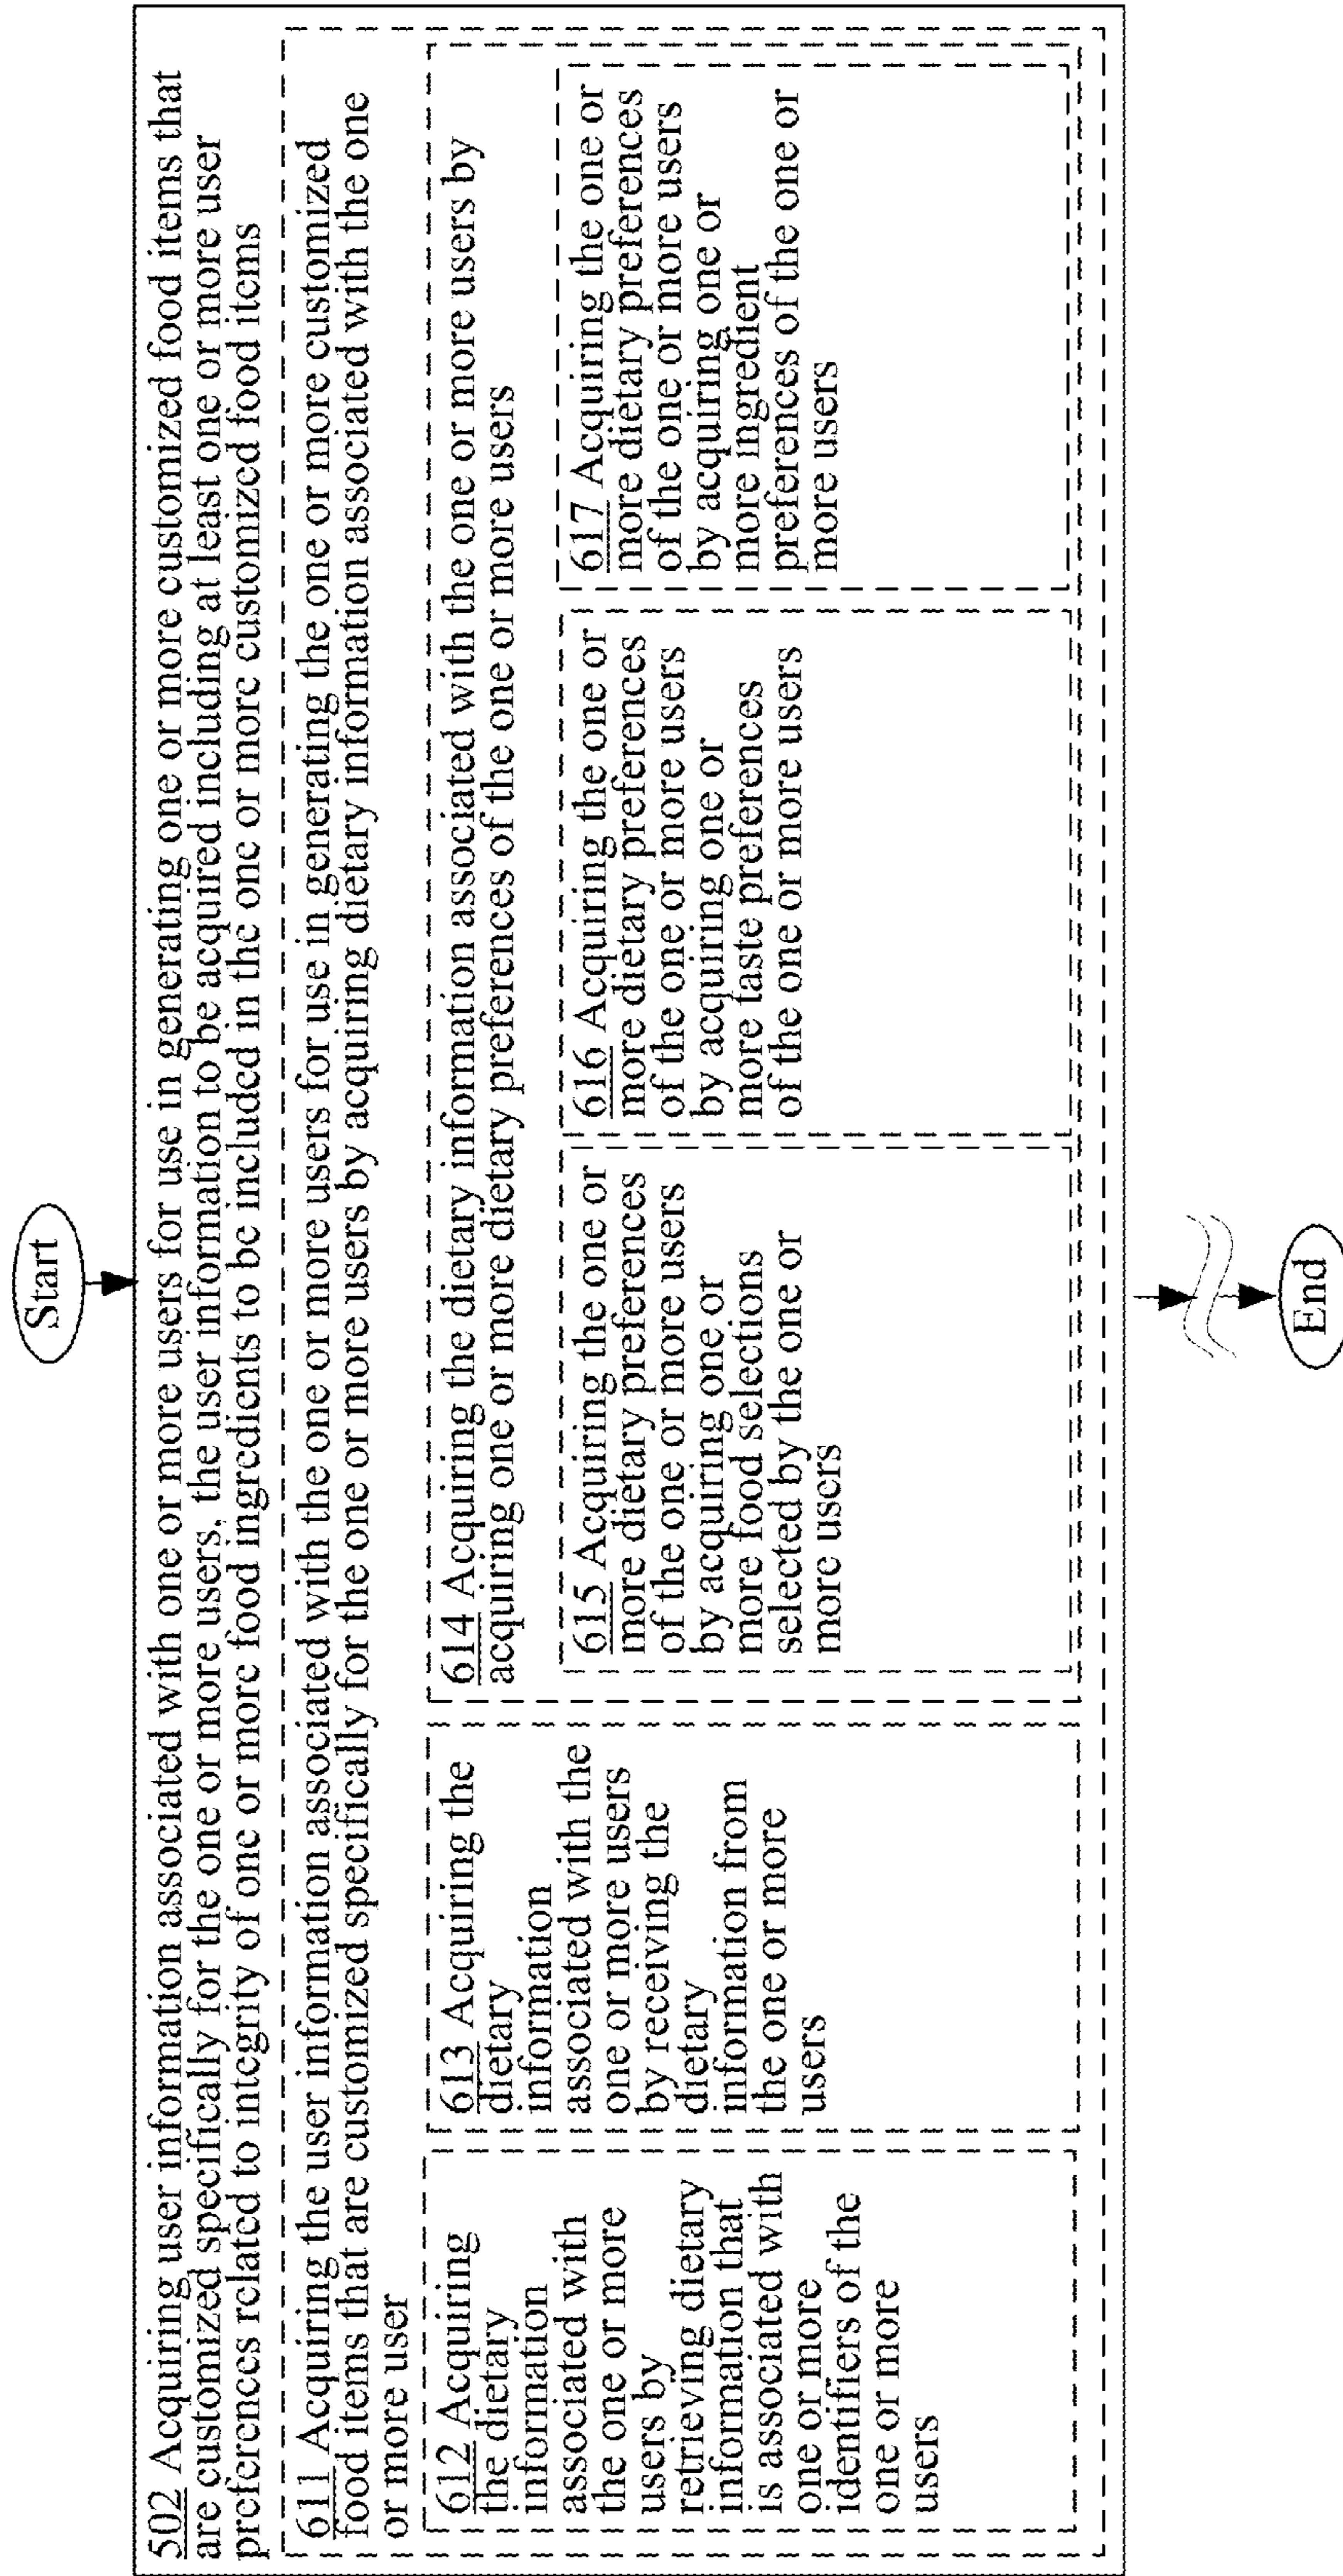 Start
502 Acquiring user information associated with one or more users for use in generating one or more customized food items that
are customized specifically for the one or more users, the user information to be acquired including at least one or more user
preferences related to integrity of one or more food ingredients to be included in the one or more customized food items
611 Acquiring the user information associated with the one or more users for use in generating the one or more customized
food items that are customized specifically for the one or more users by acquiring dietary information associated with the one
or more user
612 Acquiring
the dietary
information
associated with
the one or more
users by
retrieving dietary
information that
is associated with
one or more
identifiers of the
one or more
users
613 Acquiring the
dietary
information
associated with the
one or more users
by receiving the
dietary
information from
the one or more
users
614 Acquiring the dietary information associated with the one or more users by
acquiring one or more dietary preferences of the one or more users
615 Acquiring the one or
more dietary preferences
of the one or more users
by acquiring one or
more food selections
selected by the one or
more users
616 Acquiring the one or
more dietary preferences
of the one or more users
by acquiring one or
more taste preferences
of the one or more users
617 Acquiring the one or
more dietary preferences
of the one or more users
by acquiring one or
more ingredient
preferences of the one or
more users
End